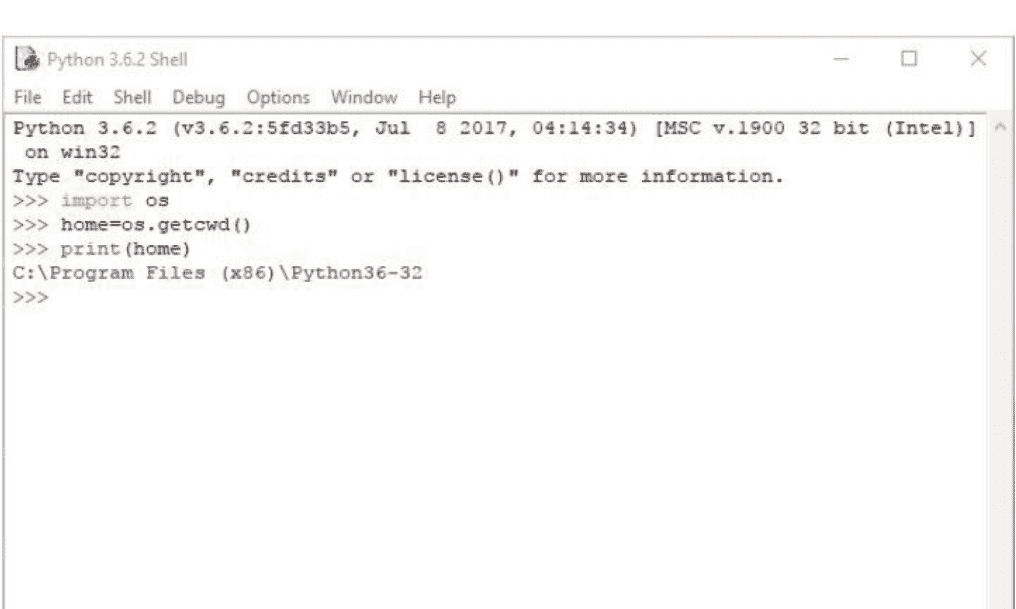 Python 3.6.2 Shell
File Edit Shell Debug Options Window Help
Python 3.6.2 (v3.6.2:5fd33b5, Jul  8 2017, 04:14:34) [MSC v.1900 32 bit (Intel)]
 on win32
Type "copyright", "credits" or "license()" for more information.
>>> import os
>>> home=os.getcwd()
>>> print(home)
C:\Program Files (x86)\Python36-32
>>>